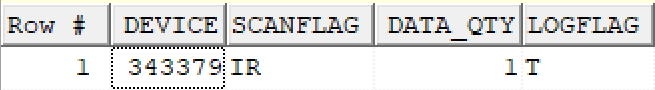 Row # DEVICE SCANFLAG DATA_QTY LOGFLAG
1 343379 IR 1 T